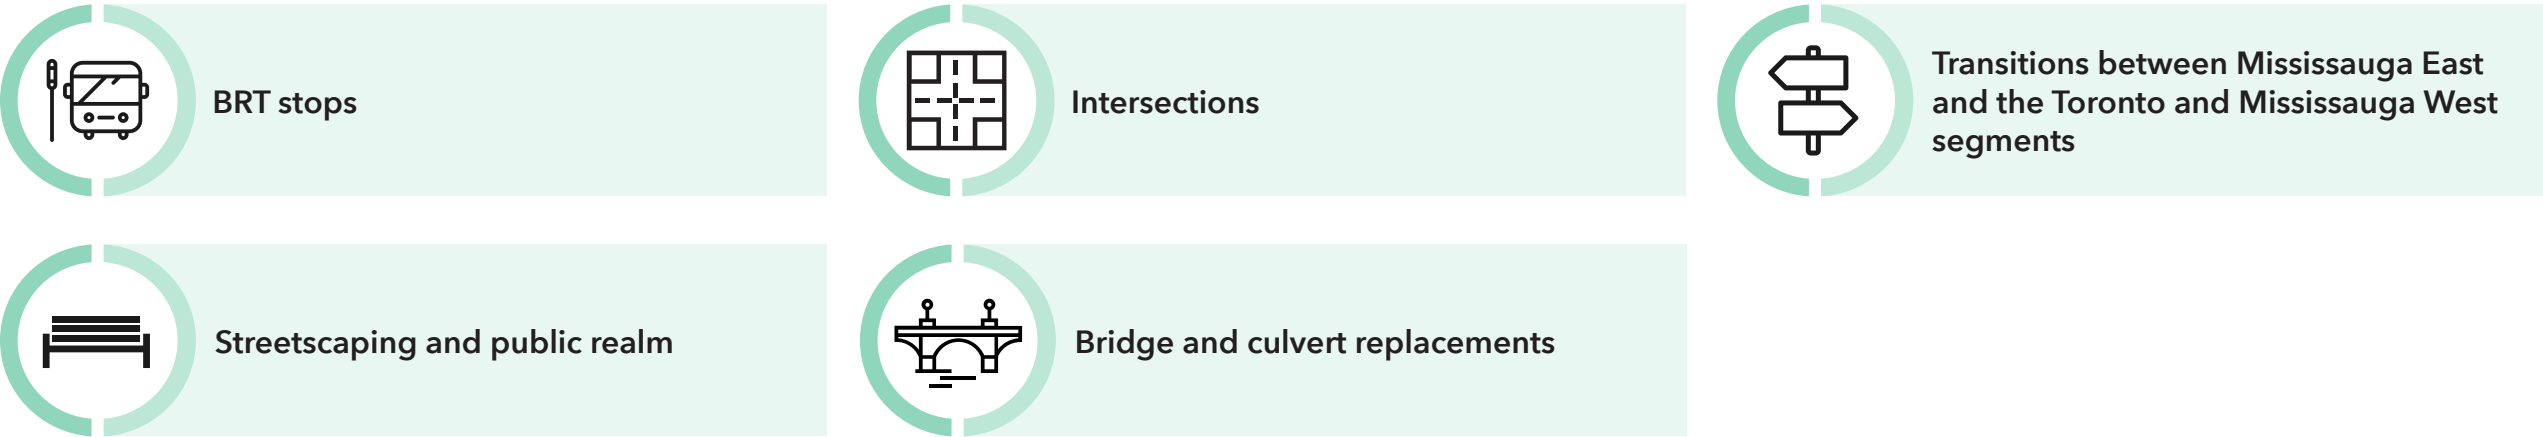 BRT stops
Intersections
Transitions between Mississauga East
and the Toronto and Mississauga West
segments
Streetscaping and public realm
Bridge and culvert replacements